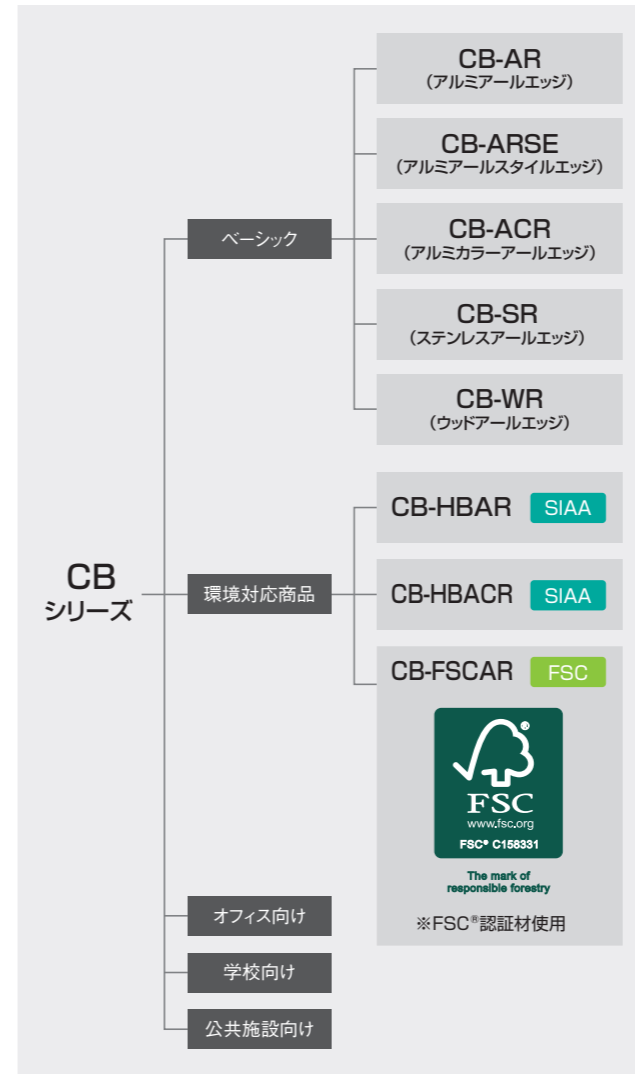 CB
シリーズ
ベーシック
CB-AR
（アルミアールエッジ）
CB-ARSE
（アルミアールスタイルエッジ）
CB-ACR
（アルミカラーアールエッジ）
CB-SR
（ステンレスアールエッジ）
CB-WR
（ウッドアールエッジ）
環境対応商品
CB-HBAR SIAA
CB-HBACR SIAA
CB-FSCAR FSC
FSC
www.fsc.org
FSC® C158331
The mark of
responsible forestry
※FSC®認証材使用
オフィス向け
学校向け
公共施設向け